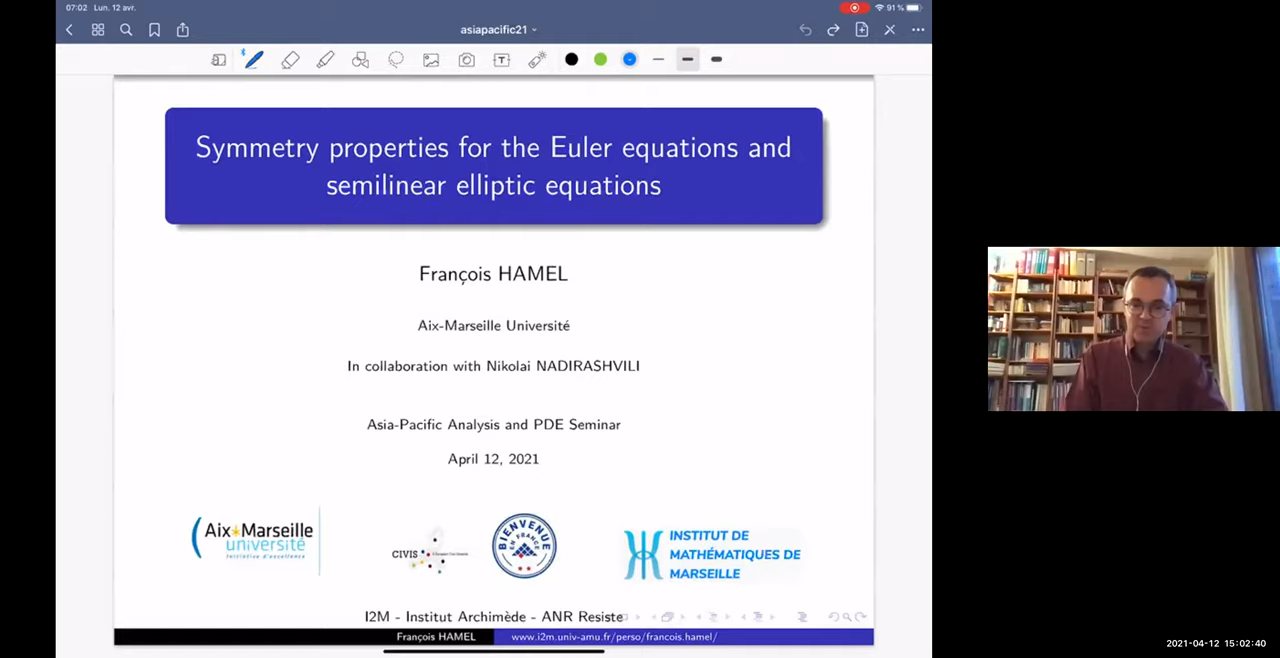 07:02 Lun. 12 avr.
91 %
asiapacific21
Symmetry properties for the Euler equations and
semilinear elliptic equations
François HAMEL
Aix-Marseille Université
In collaboration with Nikolai NADIRASHVILI
Asia-Pacific Analysis and PDE Seminar
April 12, 2021
Aix*Marseille
université
Initiative d'excellence
CIVIS
BIENVENUE
EN FRANCE
INSTITUT DE
MATHÉMATIQUES DE
MARSEILLE
I2M - Institut Archimède - ANR Resiste
François HAMEL
www.i2m.univ-amu.fr/perso/francois.hamel/
2021-04-12 15:02:40